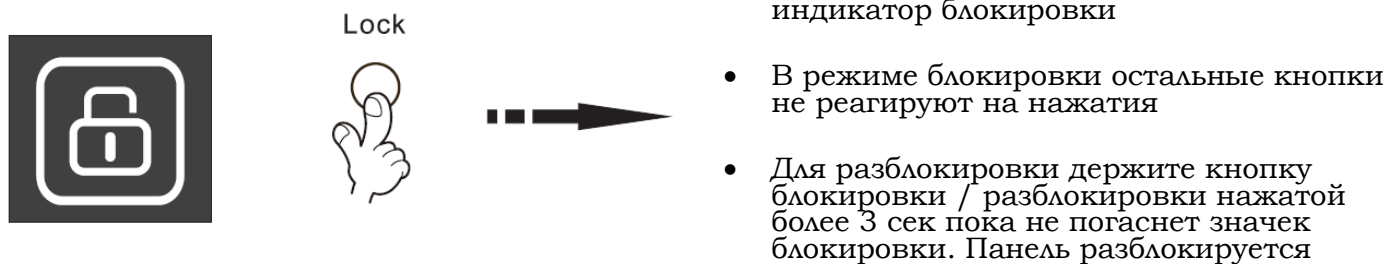 Lock
индикатор блокировки
• В режиме блокировки остальные кнопки
не реагируют на нажатия
• Для разблокировки держите кнопку
блокировки / разблокировки нажатой
более 3 сек пока не погаснет значек
блокировки. Панель разблокируется